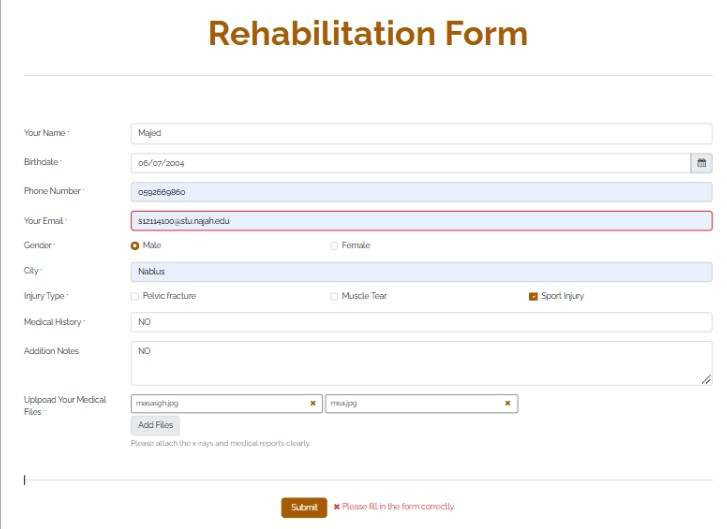 Rehabilitation Form
Your Name * Majed
Birthdate * 06/07/2004
Phone Number * 0592669860
Your Email * s12114100@stu.najah.edu
Gender * Male Female
City * Nablus
Injury Type * Pelvic fracture Muscle Tear Sport Injury
Medical History * NO
Addition Notes NO
Uplpoad Your Medical
Files * msua.jpg
Add Files
Please attach the x-rays and medical reports clearly.
Submit ✖ Please fill in the form correctly.